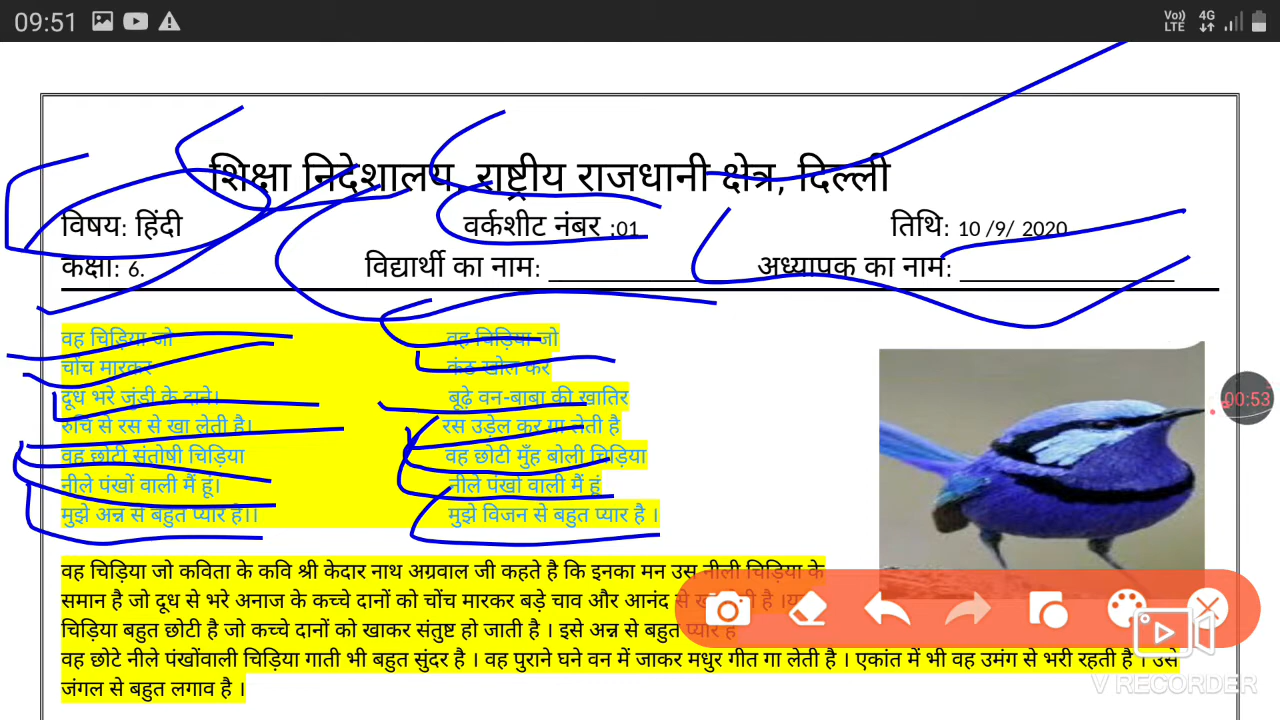 09:51
Vo) 4G
LTE
शिक्षा निदेशालय, राष्ट्रीय राजधानी क्षेत्र, दिल्ली
विषय: हिंदी वर्कशीट नंबर :01 तिथि: 10 /9/ 2020
कक्षा: 6. विद्यार्थी का नाम: अध्यापक का नाम:
वह चिड़िया जो
चोंच मारकर
दूध भरे जुंडी के दाने।
रुचि से रस से खा लेती है।
वह छोटी संतोषी चिड़िया
नीले पंखों वाली मैं हूं।
मुझे अन्न से बहुत प्यार है।।
वह चिड़िया जो
कंठ खोल कर
बूढ़े वन-बाबा की खातिर
रस उड़ेल कर गा लेती है
वह छोटी मुँह बोली चिड़िया
नीले पंखों वाली मैं हूं
मुझे विजन से बहुत प्यार है ।
वह चिड़िया जो कविता के कवि श्री केदार नाथ अग्रवाल जी कहते है कि इनका मन उस नीली चिड़िया के
समान है जो दूध से भरे अनाज के कच्चे दानों को चोंच मारकर बड़े चाव और आनंद से
चिड़िया बहुत छोटी है जो कच्चे दानों को खाकर संतुष्ट हो जाती है । इसे अन्न से बहुत प्यार है
वह छोटे नीले पंखोंवाली चिड़िया गाती भी बहुत सुंदर है । वह पुराने घने वन में जाकर मधुर गीत गा लेती है । एकांत में भी वह उमंग से भरी रहती है । उसे
जंगल से बहुत लगाव है ।
00:53
V RECORDER